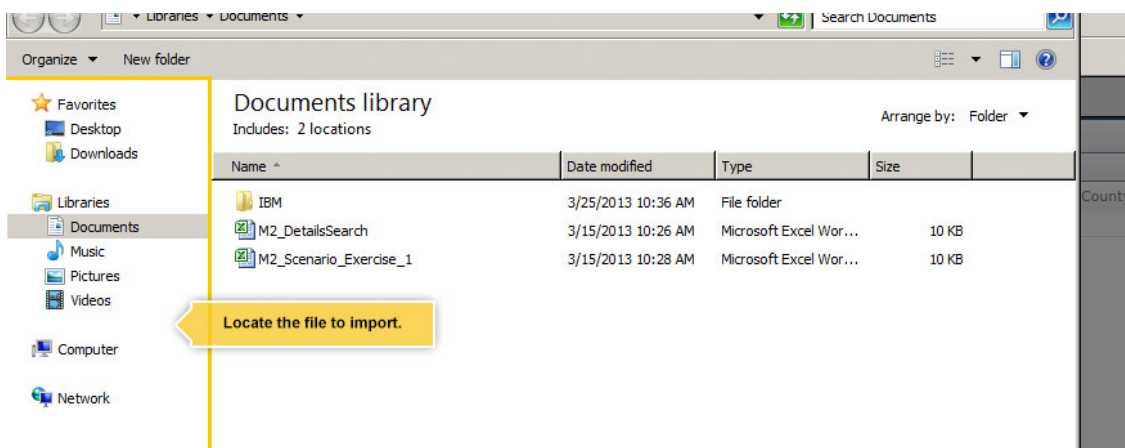 Libraries Documents Search Documents
Organize New folder
Favorites
Desktop
Downloads
Libraries
Documents
Music
Pictures
Videos
Computer
Network
Documents library
Includes: 2 locations
Arrange by: Folder
Name Date modified Type Size
IBM 3/25/2013 10:36 AM File folder
M2_DetailsSearch 3/15/2013 10:26 AM Microsoft Excel Wor... 10 KB
M2_Scenario_Exercise_1 3/15/2013 10:28 AM Microsoft Excel Wor... 10 KB
Locate the file to import.